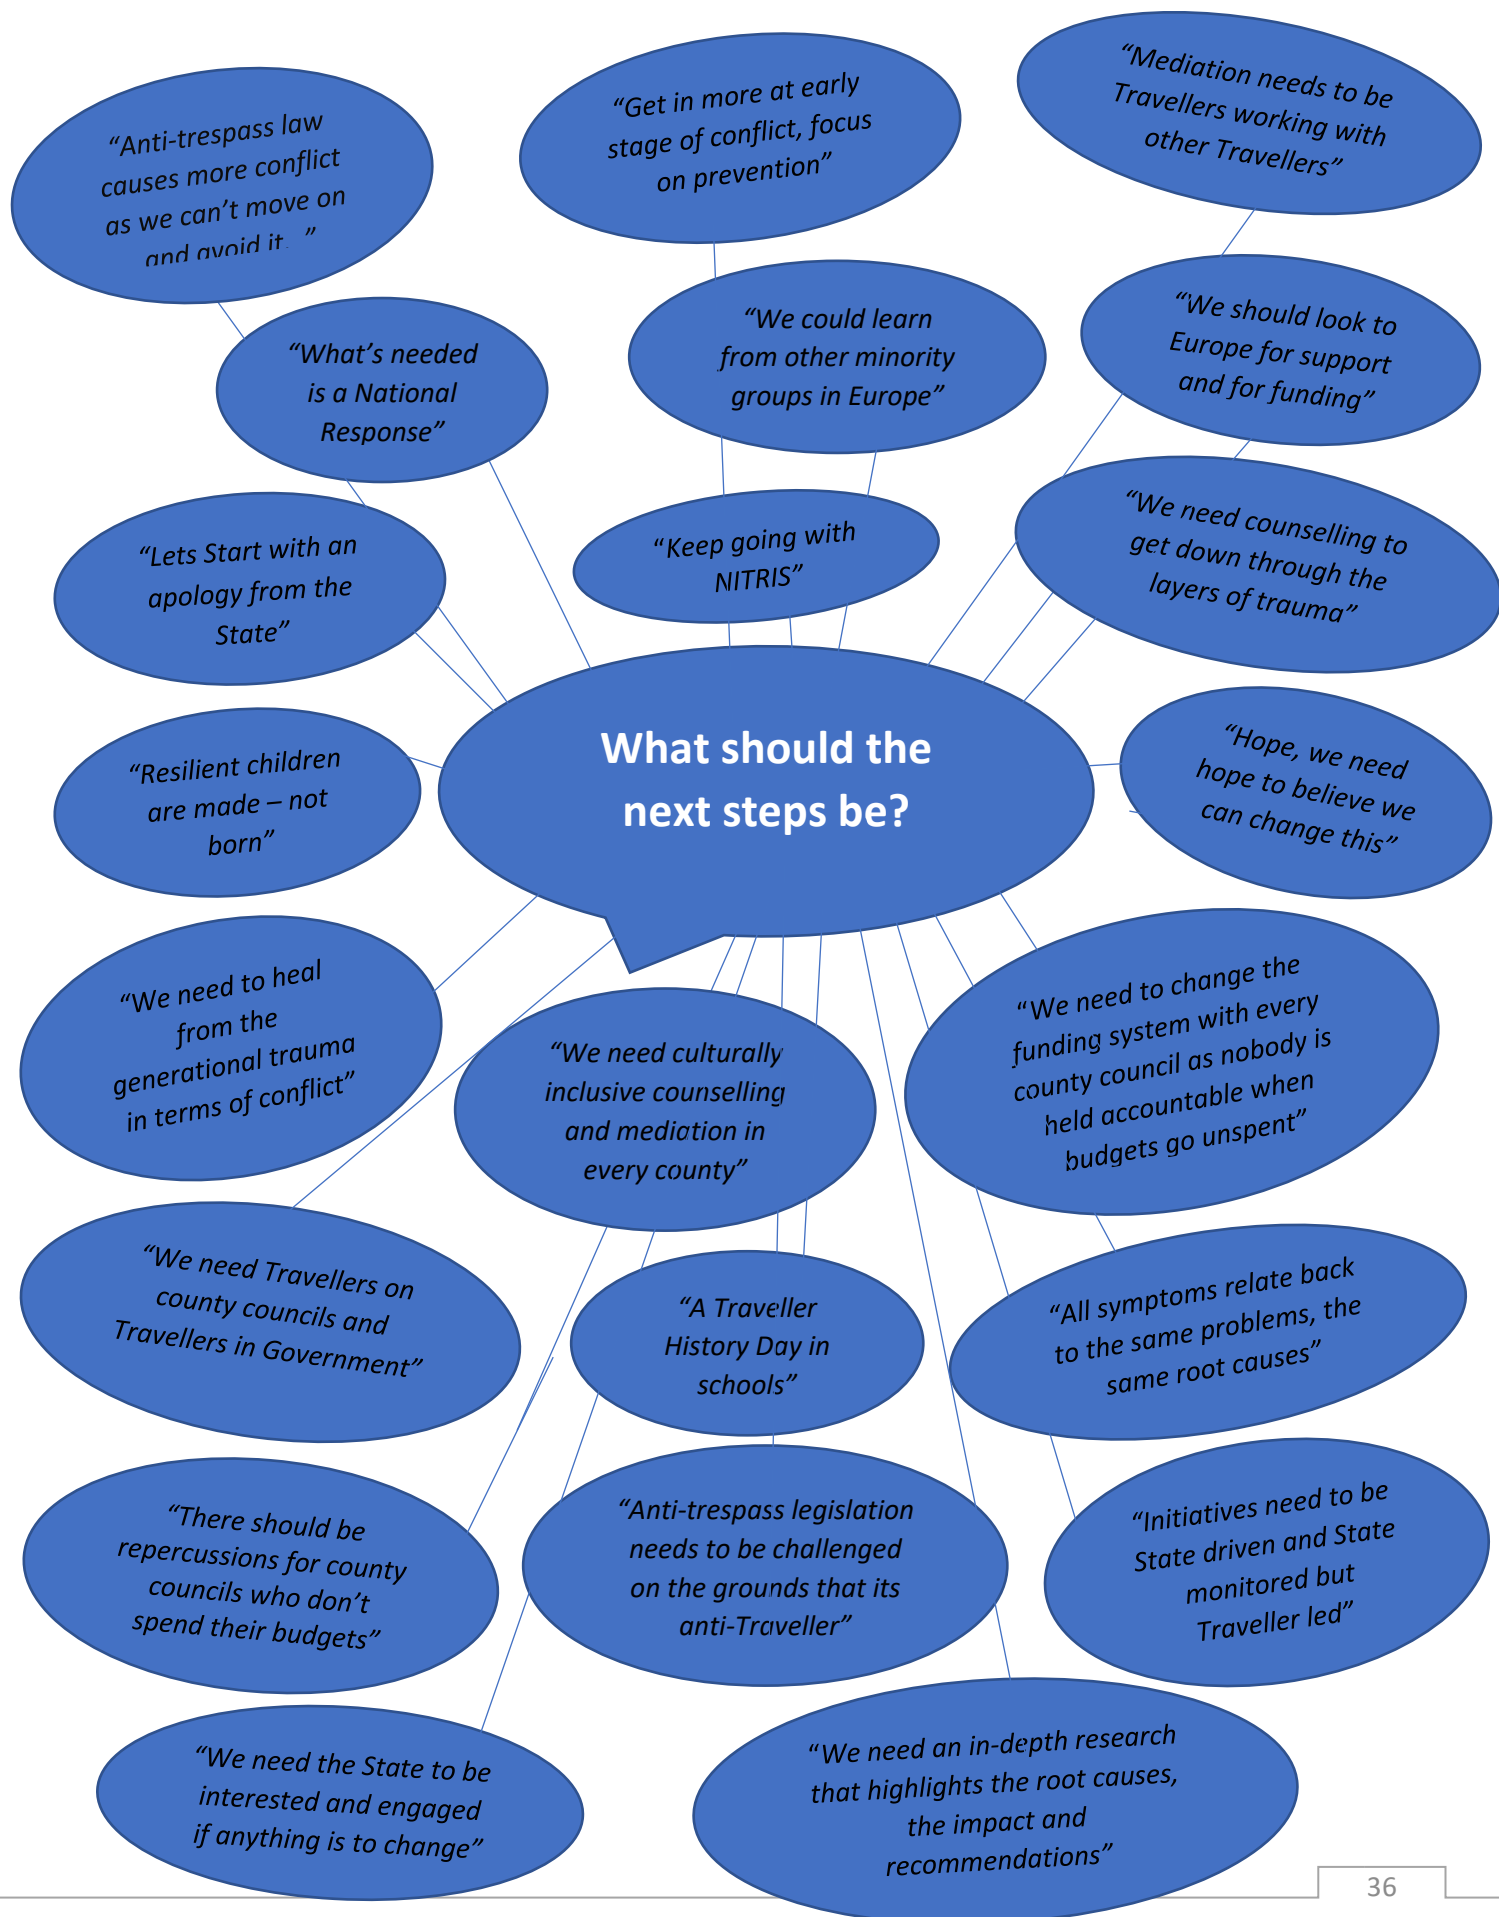 “Anti-trespass law
causes more conflict
as we can’t move on
and avoid it. ”
“Get in more at early
stage of conflict, focus
on prevention”
“Mediation needs to be
Travellers working with
other Travellers”
“What’s needed
is a National
Response”
“We could learn
from other minority
groups in Europe”
“We should look to
Europe for support
and for funding”
“Lets Start with an
apology from the
State”
“Keep going with
NITRIS”
“We need counselling to
get down through the
layers of trauma”
What should the
next steps be?
“Resilient children
are made – not
born”
“Hope, we need
hope to believe we
can change this”
“We need to heal
from the
generational trauma
in terms of conflict”
“We need culturally
inclusive counselling
and mediation in
every county”
“We need to change the
funding system with every
county council as nobody is
held accountable when
budgets go unspent”
“We need Travellers on
county councils and
Travellers in Government”
“A Traveller
History Day in
schools”
“All symptoms relate back
to the same problems, the
same root causes”
“There should be
repercussions for county
councils who don’t
spend their budgets”
“Anti-trespass legislation
needs to be challenged
on the grounds that its
anti-Traveller”
“Initiatives need to be
State driven and State
monitored but
Traveller led”
“We need the State to be
interested and engaged
if anything is to change”
“We need an in-depth research
that highlights the root causes,
the impact and
recommendations”
36